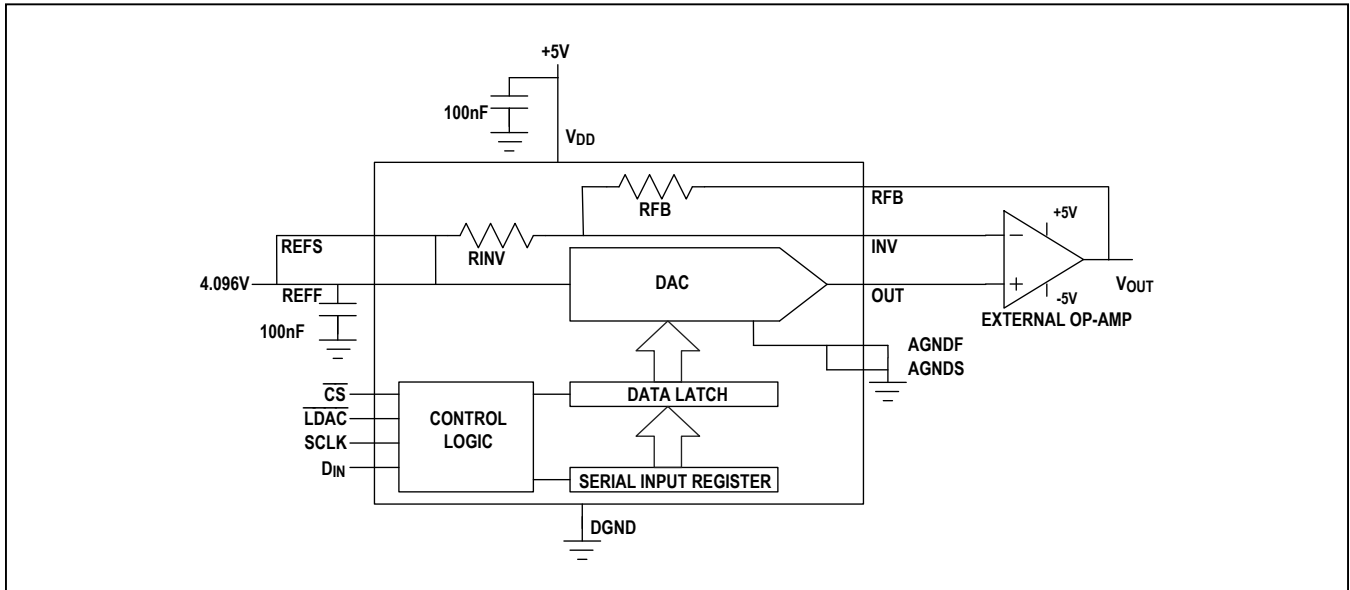 +5V
100nF
VDD
RFB
RFB
+5V
REFS
RINV
INV
−
4.096V
DAC
VOUT
REFF
OUT
+
-5V
100nF
EXTERNAL OP-AMP
AGNDF
AGNDS
CS
DATA LATCH
LDAC
CONTROL
LOGIC
SCLK
DIN
SERIAL INPUT REGISTER
DGND